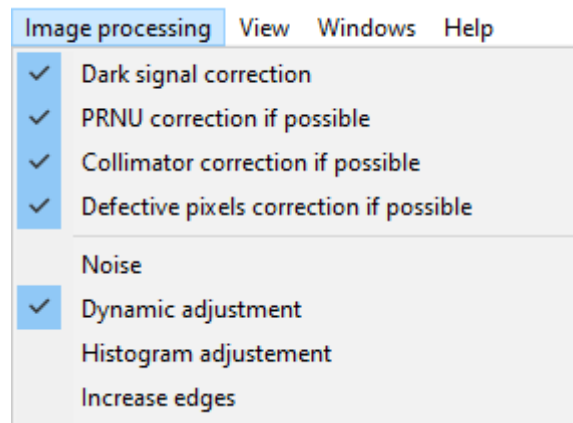 Image processing View Windows Help
Dark signal correction
PRNU correction if possible
Collimator correction if possible
Defective pixels correction if possible
Noise
Dynamic adjustment
Histogram adjustement
Increase edges